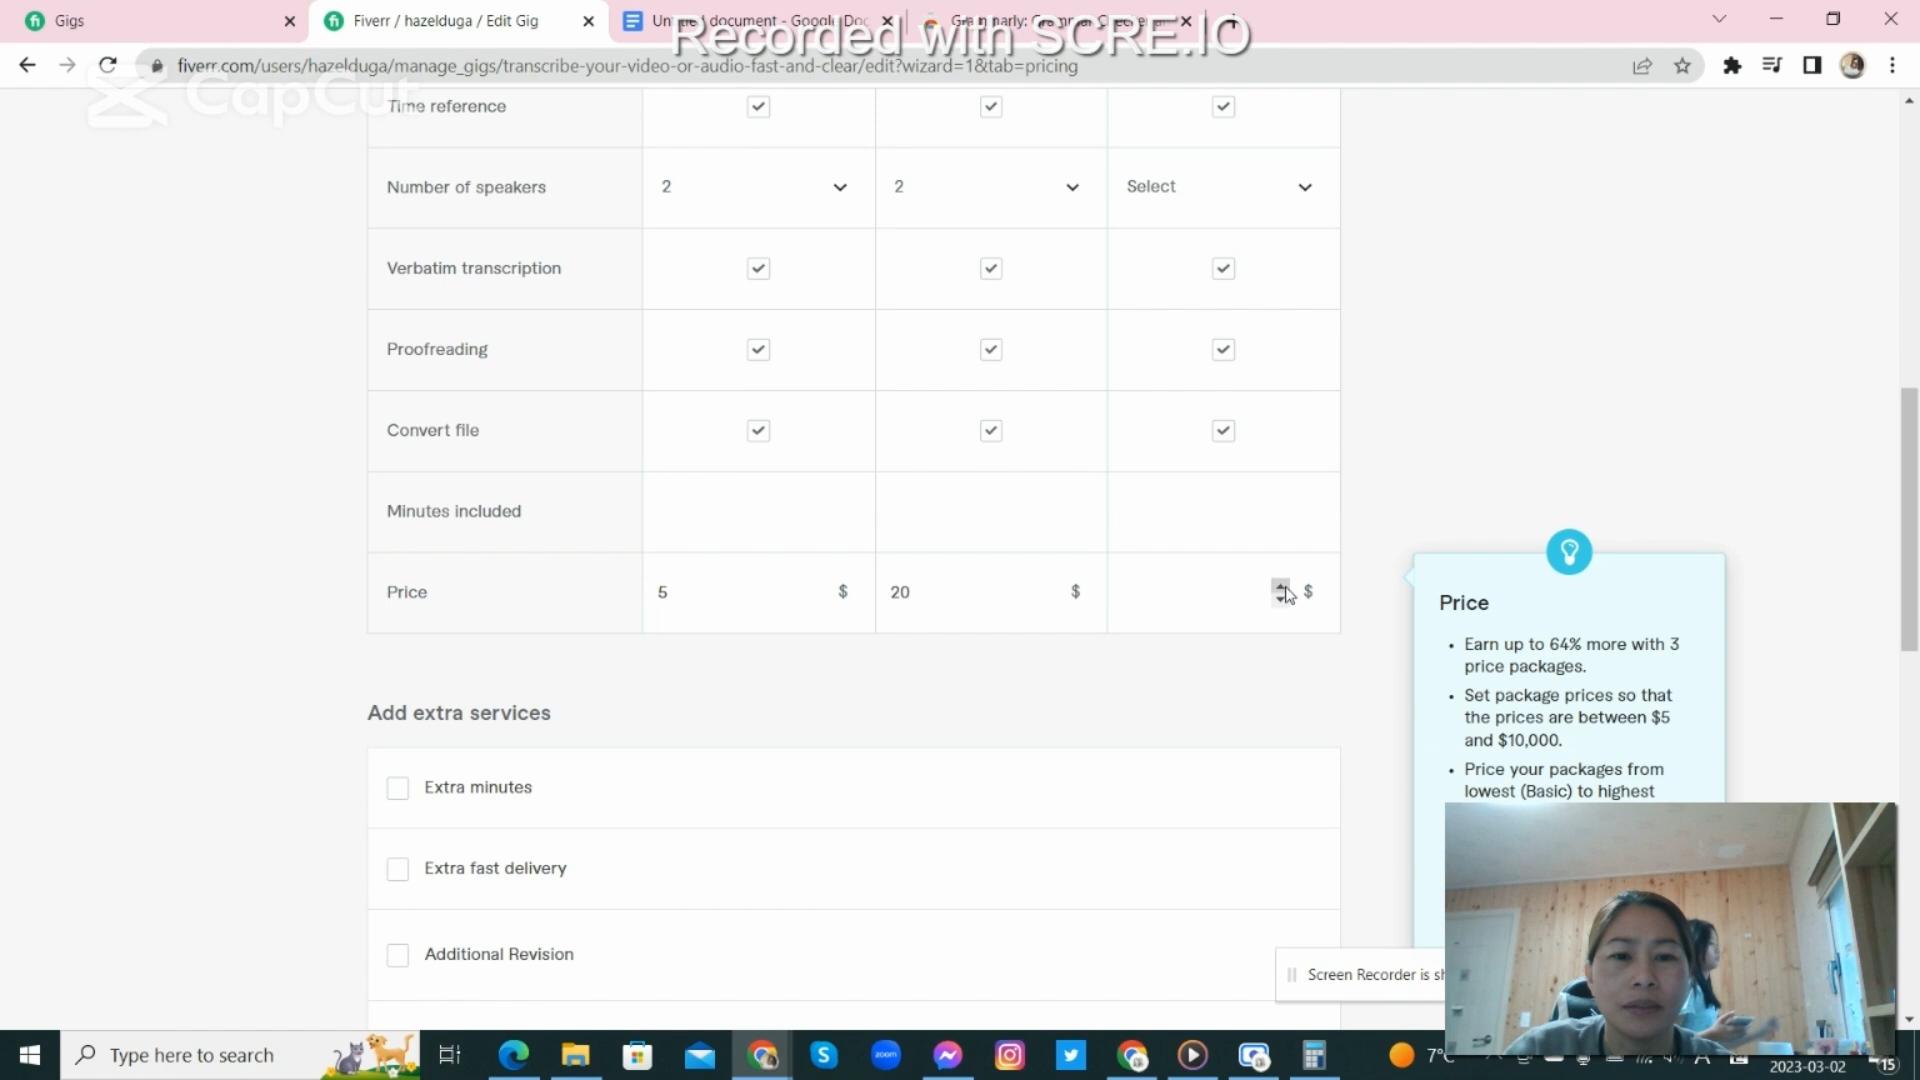 Gigs
Fiverr / hazelduga / Edit Gig
Recorded with SCRE.IO
fiverr.com/users/hazelduga/manage_gigs/transcribe-your-video-or-audio-fast-and-clear/edit?wizard=1&tab=pricing
CapCut
Time reference
Number of speakers 2 2 Select
Verbatim transcription
Proofreading
Convert file
Minutes included
Price 5 $ 20 $ $
Price
• Earn up to 64% more with 3
price packages.
• Set package prices so that
the prices are between $5
and $10,000.
• Price your packages from
lowest (Basic) to highest
Add extra services
Extra minutes
Extra fast delivery
Additional Revision
Screen Recorder is
Type here to search
zoom
7°C
2023-03-02
15